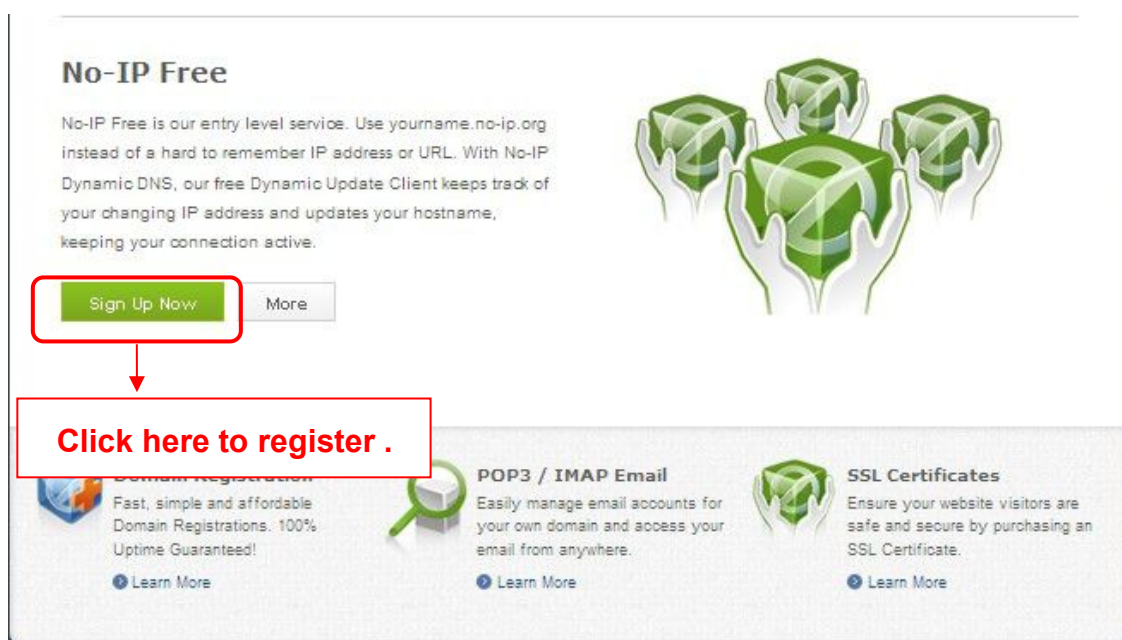 No-IP Free
No-IP Free is our entry level service. Use yourname.no-ip.org
instead of a hard to remember IP address or URL. With No-IP
Dynamic DNS, our free Dynamic Update Client keeps track of
your changing IP address and updates your hostname,
keeping your connection active.
Sign Up Now
More
Click here to register .
Domain Registration
Fast, simple and affordable
Domain Registrations. 100%
Uptime Guaranteed!
Learn More
POP3 / IMAP Email
Easily manage email accounts for
your own domain and access your
email from anywhere.
Learn More
SSL Certificates
Ensure your website visitors are
safe and secure by purchasing an
SSL Certificate.
Learn More